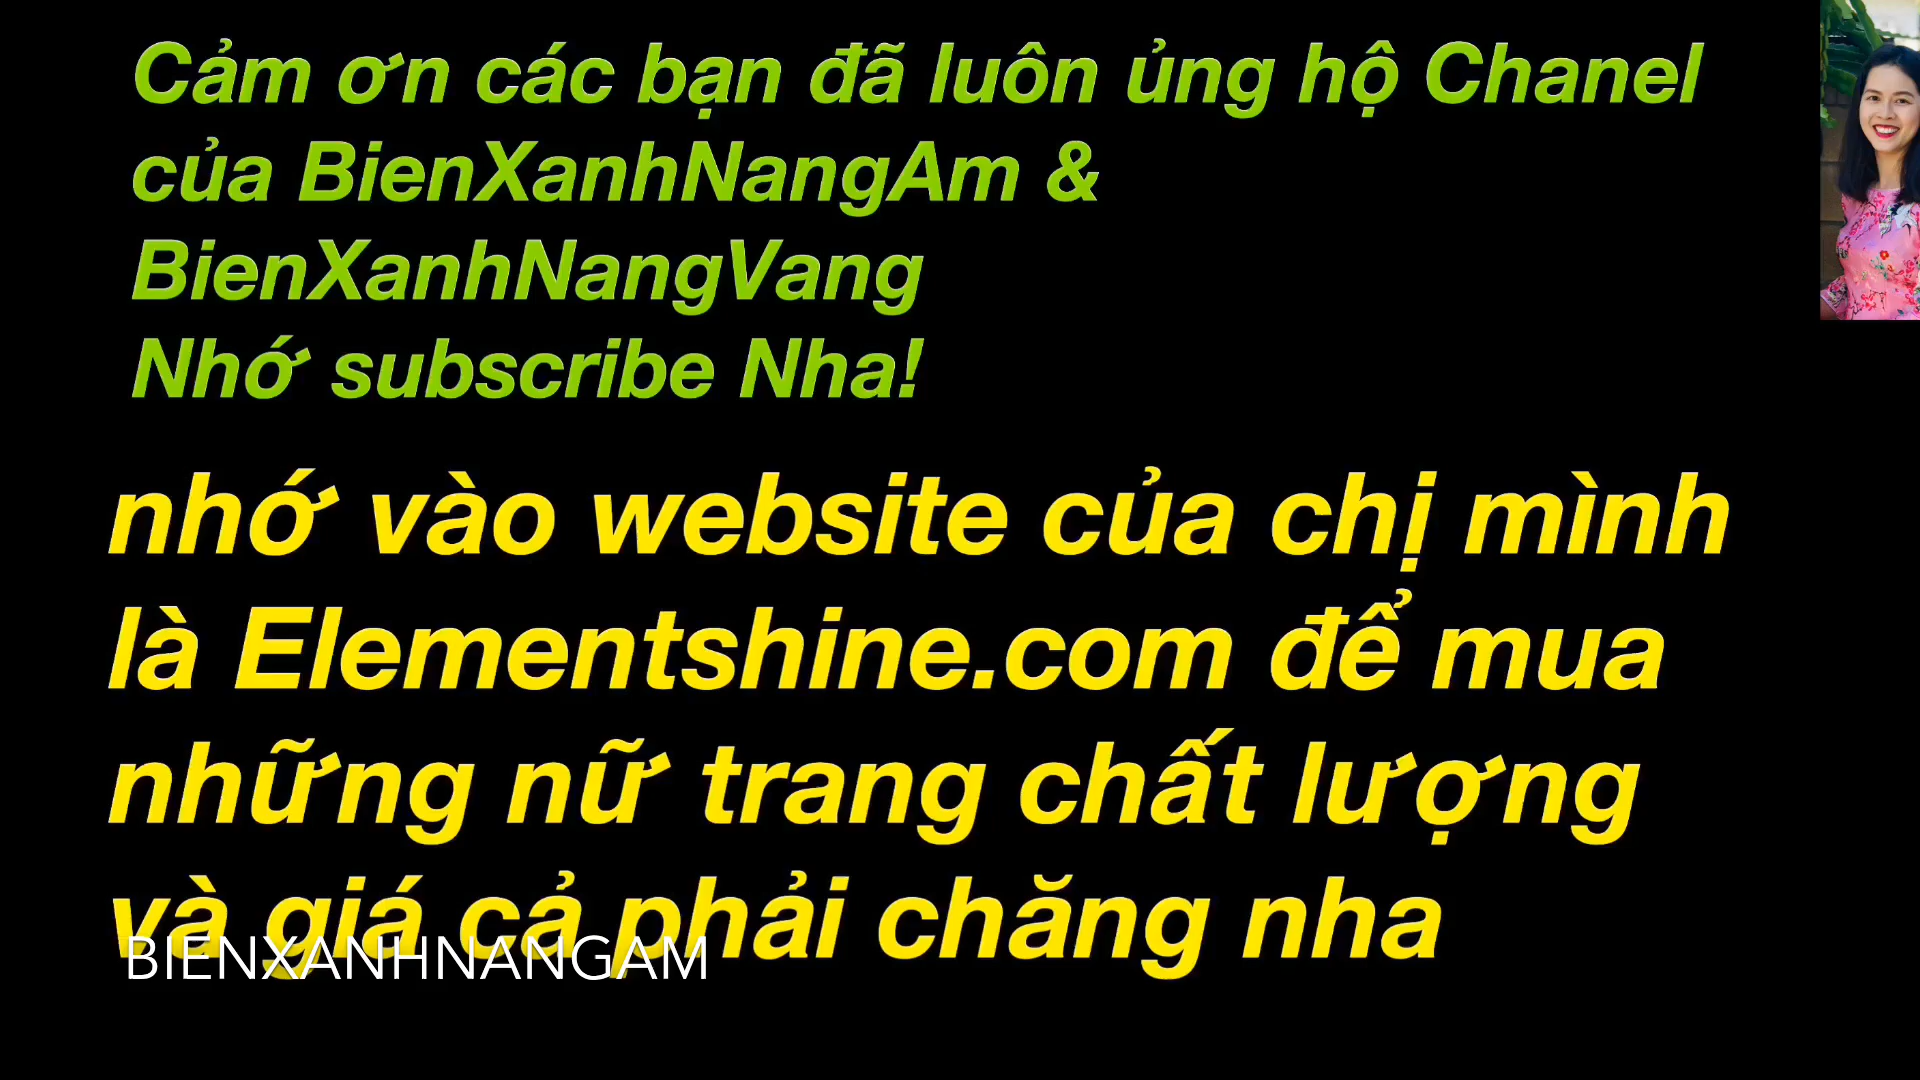 Cảm ơn các bạn đã luôn ủng hộ Chanel
của BienXanhNangAm &
BienXanhNangVang
Nhớ subscribe Nha!
nhớ vào website của chị mình
là Elementshine.com để mua
những nữ trang chất lượng
và giá cả phải chăng nha
BIENXANHNANGAM